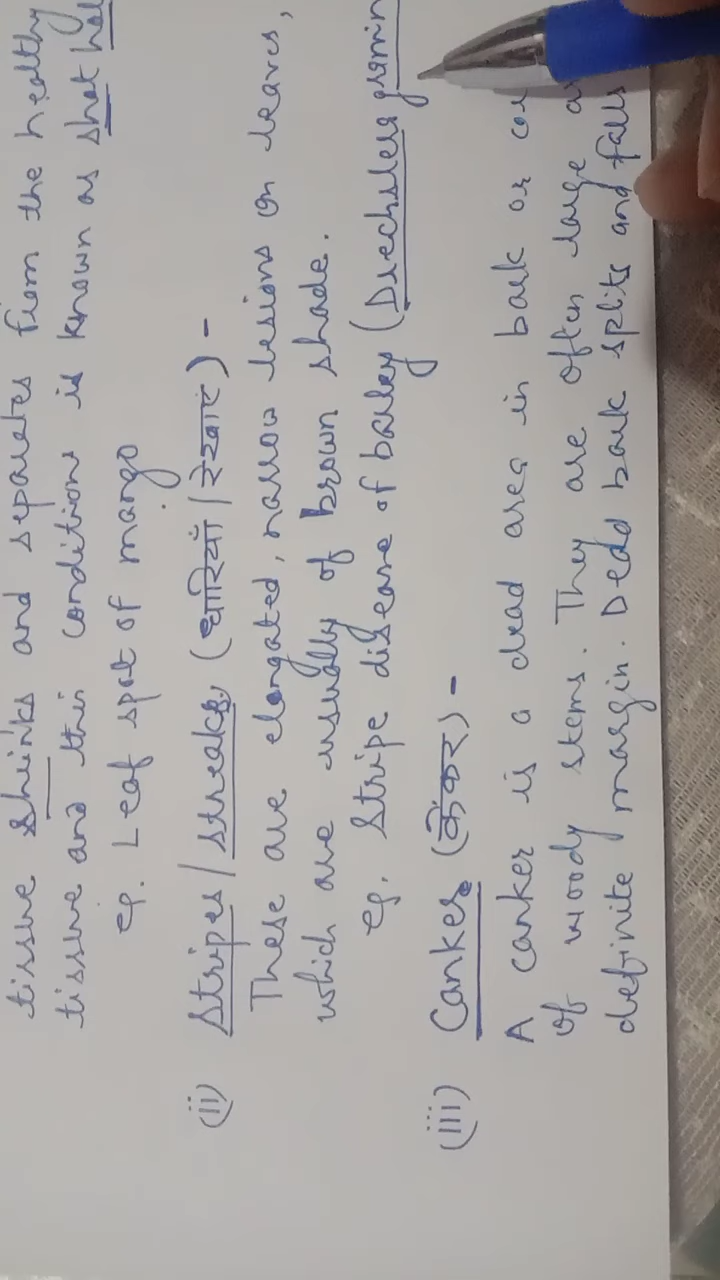 tissue shrinks and separates from the healthy
tissue and this conditions is known as shot
eg. Leaf spot of mango
(ii) Stripes/streaks, (धारियाँ/रेखाएं) -
These are elongated, narrow lesions on leaves,
which are usually of brown shade.
eg. Stripe disease of barley (Drechslera
(iii) Canker (कैंकर) -
A canker is a dead area in bark or
of woody stems. They are often large
definite margin. Dead bark splits and falls